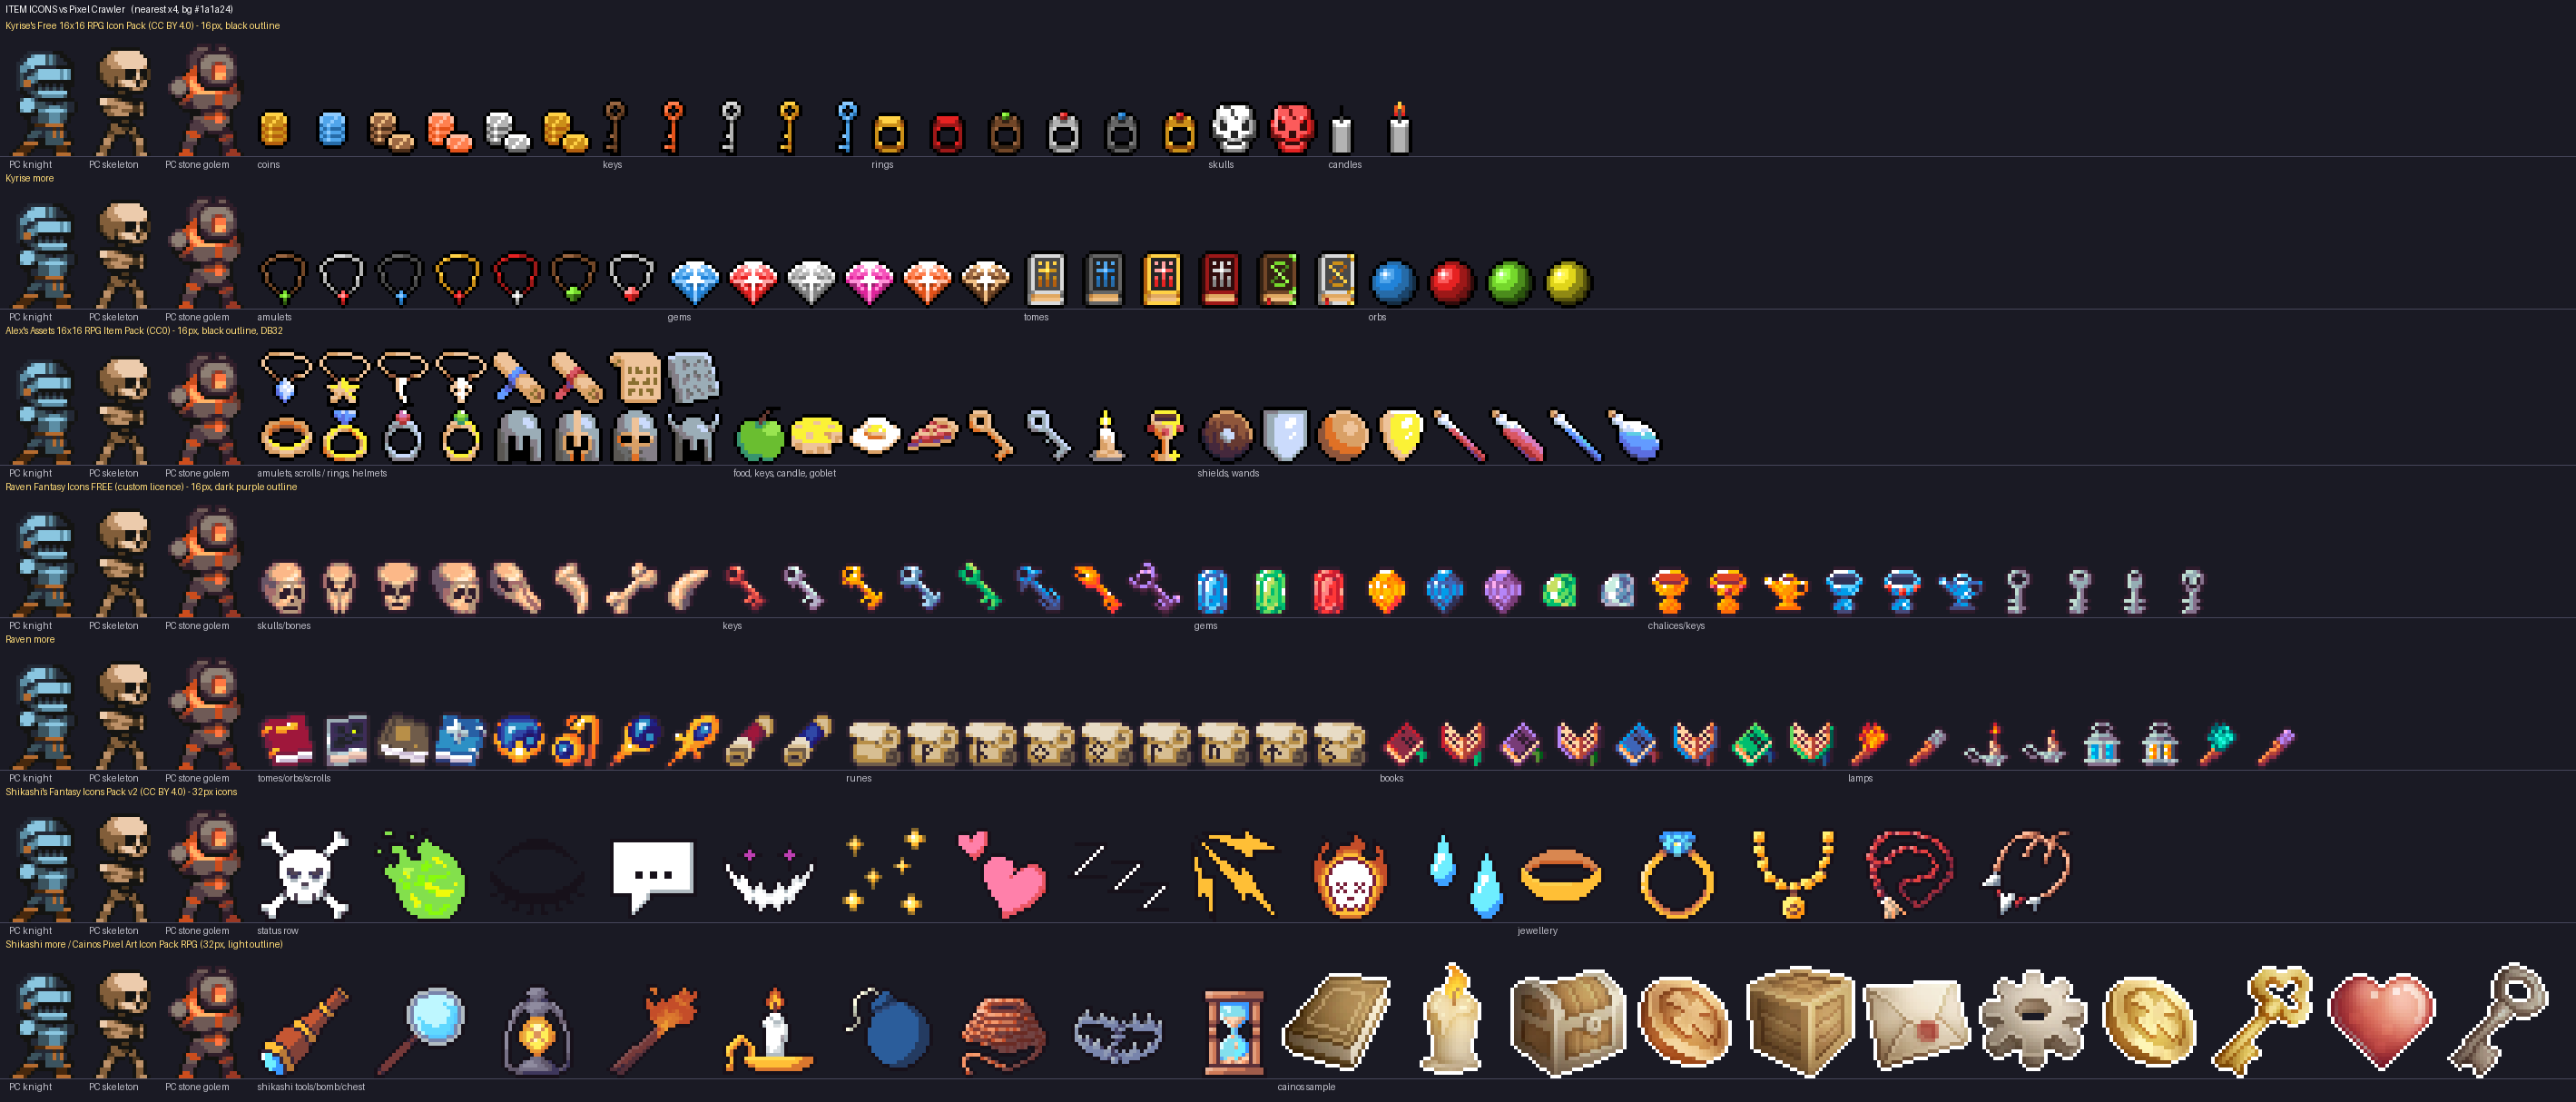 ITEM ICONS vs Pixel Crawler (nearest x4, bg #1a1a24)
Kyrise's Free 16x16 RPG Icon Pack (CC BY 4.0) - 16px, black outline
PC knight PC skeleton PC stone golem coins keys rings skulls candles
Kyrise more
PC knight PC skeleton PC stone golem amulets gems tomes orbs
Alex's Assets 16x16 RPG Item Pack (CC0) - 16px, black outline, DB32
PC knight PC skeleton PC stone golem amulets, scrolls / rings, helmets food, keys, candle, goblet shields, wands
Raven Fantasy Icons FREE (custom licence) - 16px, dark purple outline
PC knight PC skeleton PC stone golem skulls/bones keys gems chalices/keys
Raven more
PC knight PC skeleton PC stone golem tomes/orbs/scrolls runes books lamps
Shikashi's Fantasy Icons Pack v2 (CC BY 4.0) - 32px icons
PC knight PC skeleton PC stone golem status row jewellery
Shikashi more / Cainos Pixel Art Icon Pack RPG (32px, light outline)
PC knight PC skeleton PC stone golem shikashi tools/bomb/chest cainos sample